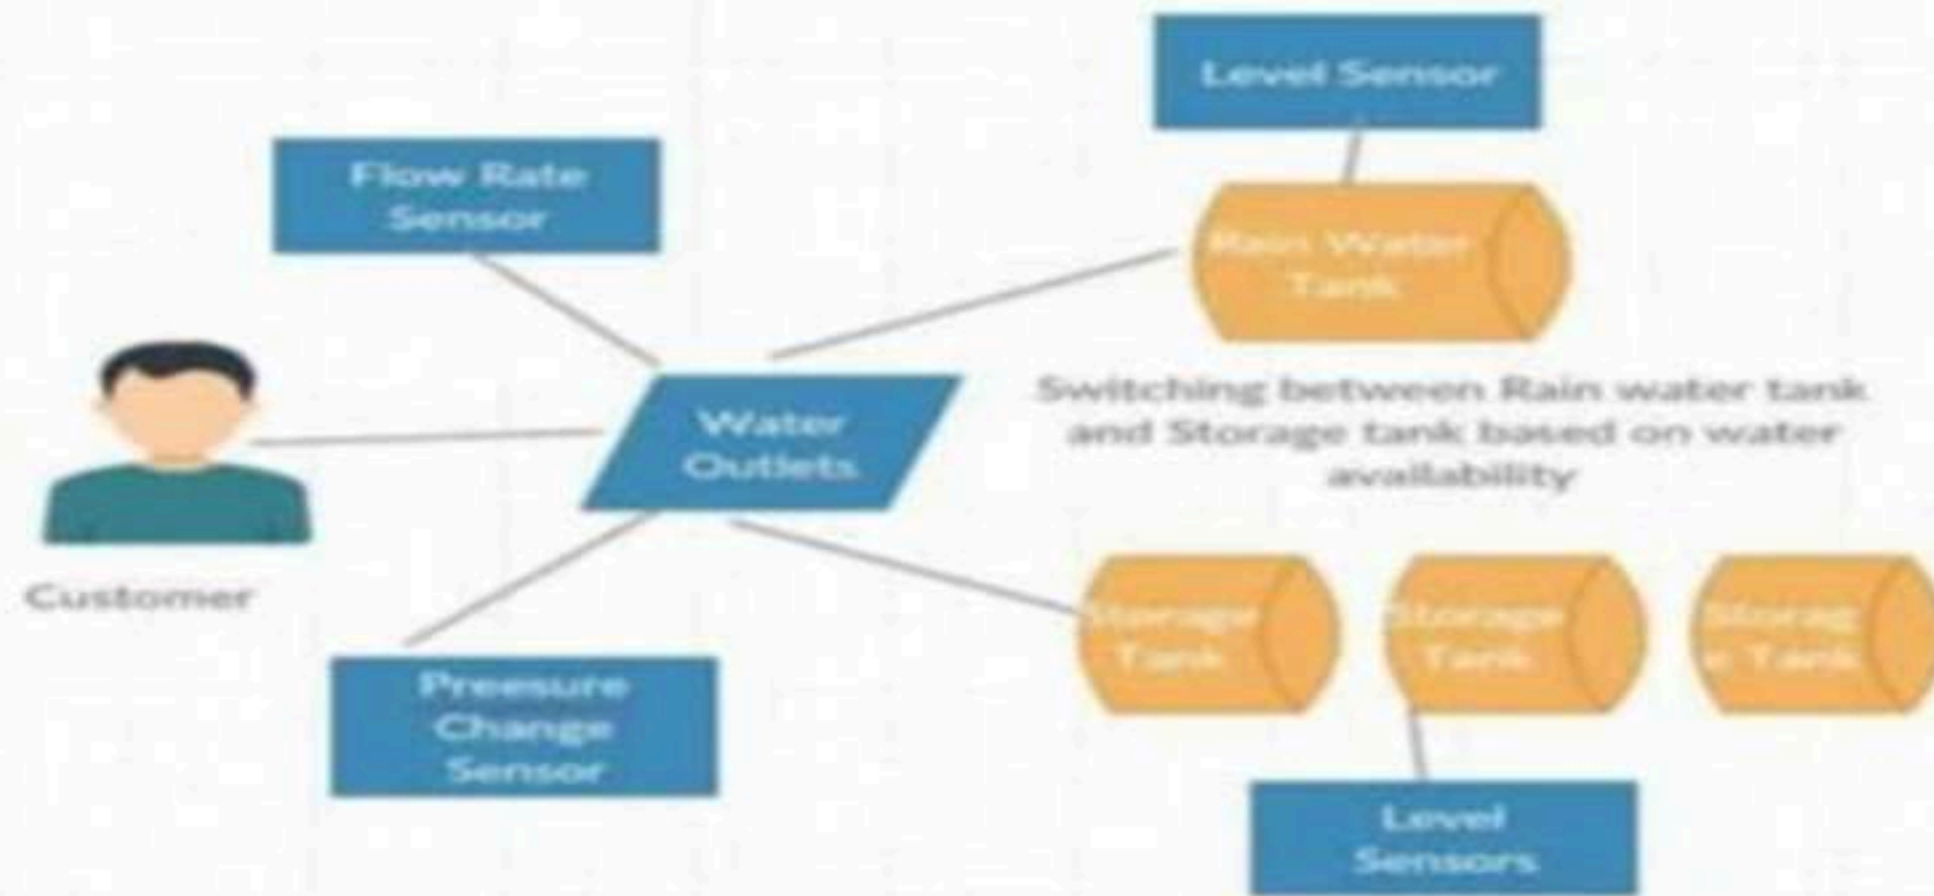 Level Sensor
Flow Rate
Sensor
Rain Water
Tank
Switching between Rain water tank
and Storage tank based on water
availability
Water
Outlets
Customer
Storage
Tank
Storage
Tank
Storag
e Tank
Preesure
Change
Sensor
Level
Sensors